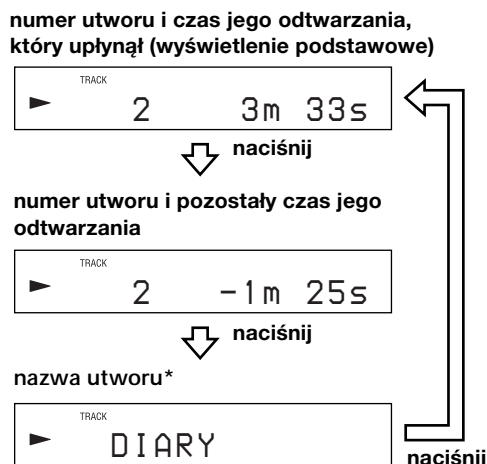 numer utworu i czas jego odtwarzania,
który upłynął (wyświetlenie podstawowe)
TRACK
2 3m 33s
naciśnij
numer utworu i pozostały czas jego
odtwarzania
TRACK
2 −1m 25s
naciśnij
nazwa utworu*
TRACK
DIARY
naciśnij